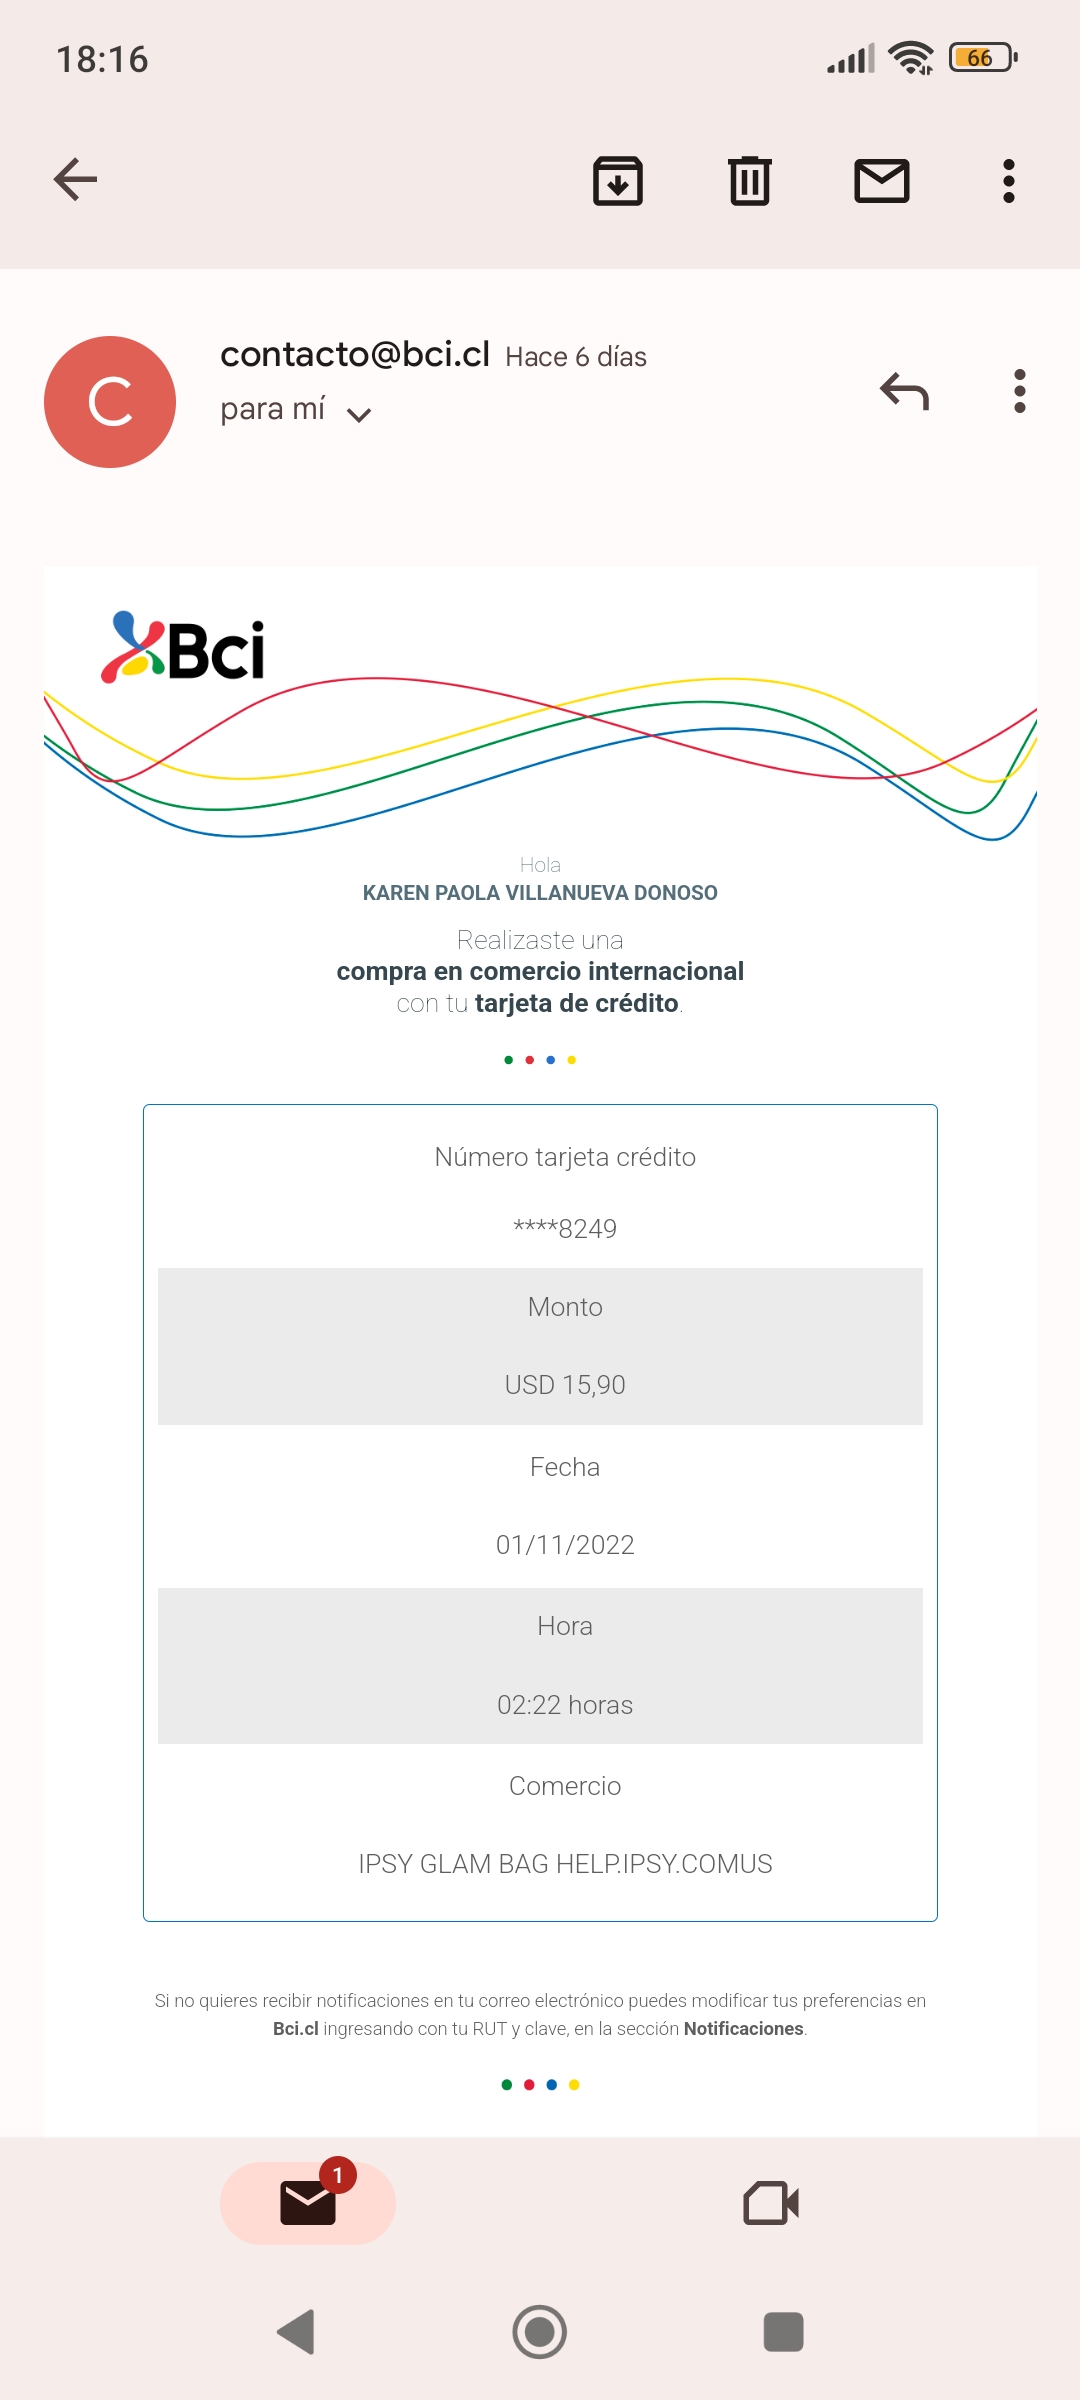 18:16
66
contacto@bci.cl Hace 6 días
C
para mí
Bci
Hola
KAREN PAOLA VILLANUEVA DONOSO
Realizaste una
compra en comercio internacional
con tu tarjeta de crédito.
Número tarjeta crédito
****8249
Monto
USD 15,90
Fecha
01/11/2022
Hora
02:22 horas
Comercio
IPSY GLAM BAG HELP.IPSY.COMUS
Si no quieres recibir notificaciones en tu correo electrónico puedes modificar tus preferencias en
Bci.cl ingresando con tu RUT y clave, en la sección Notificaciones.
1